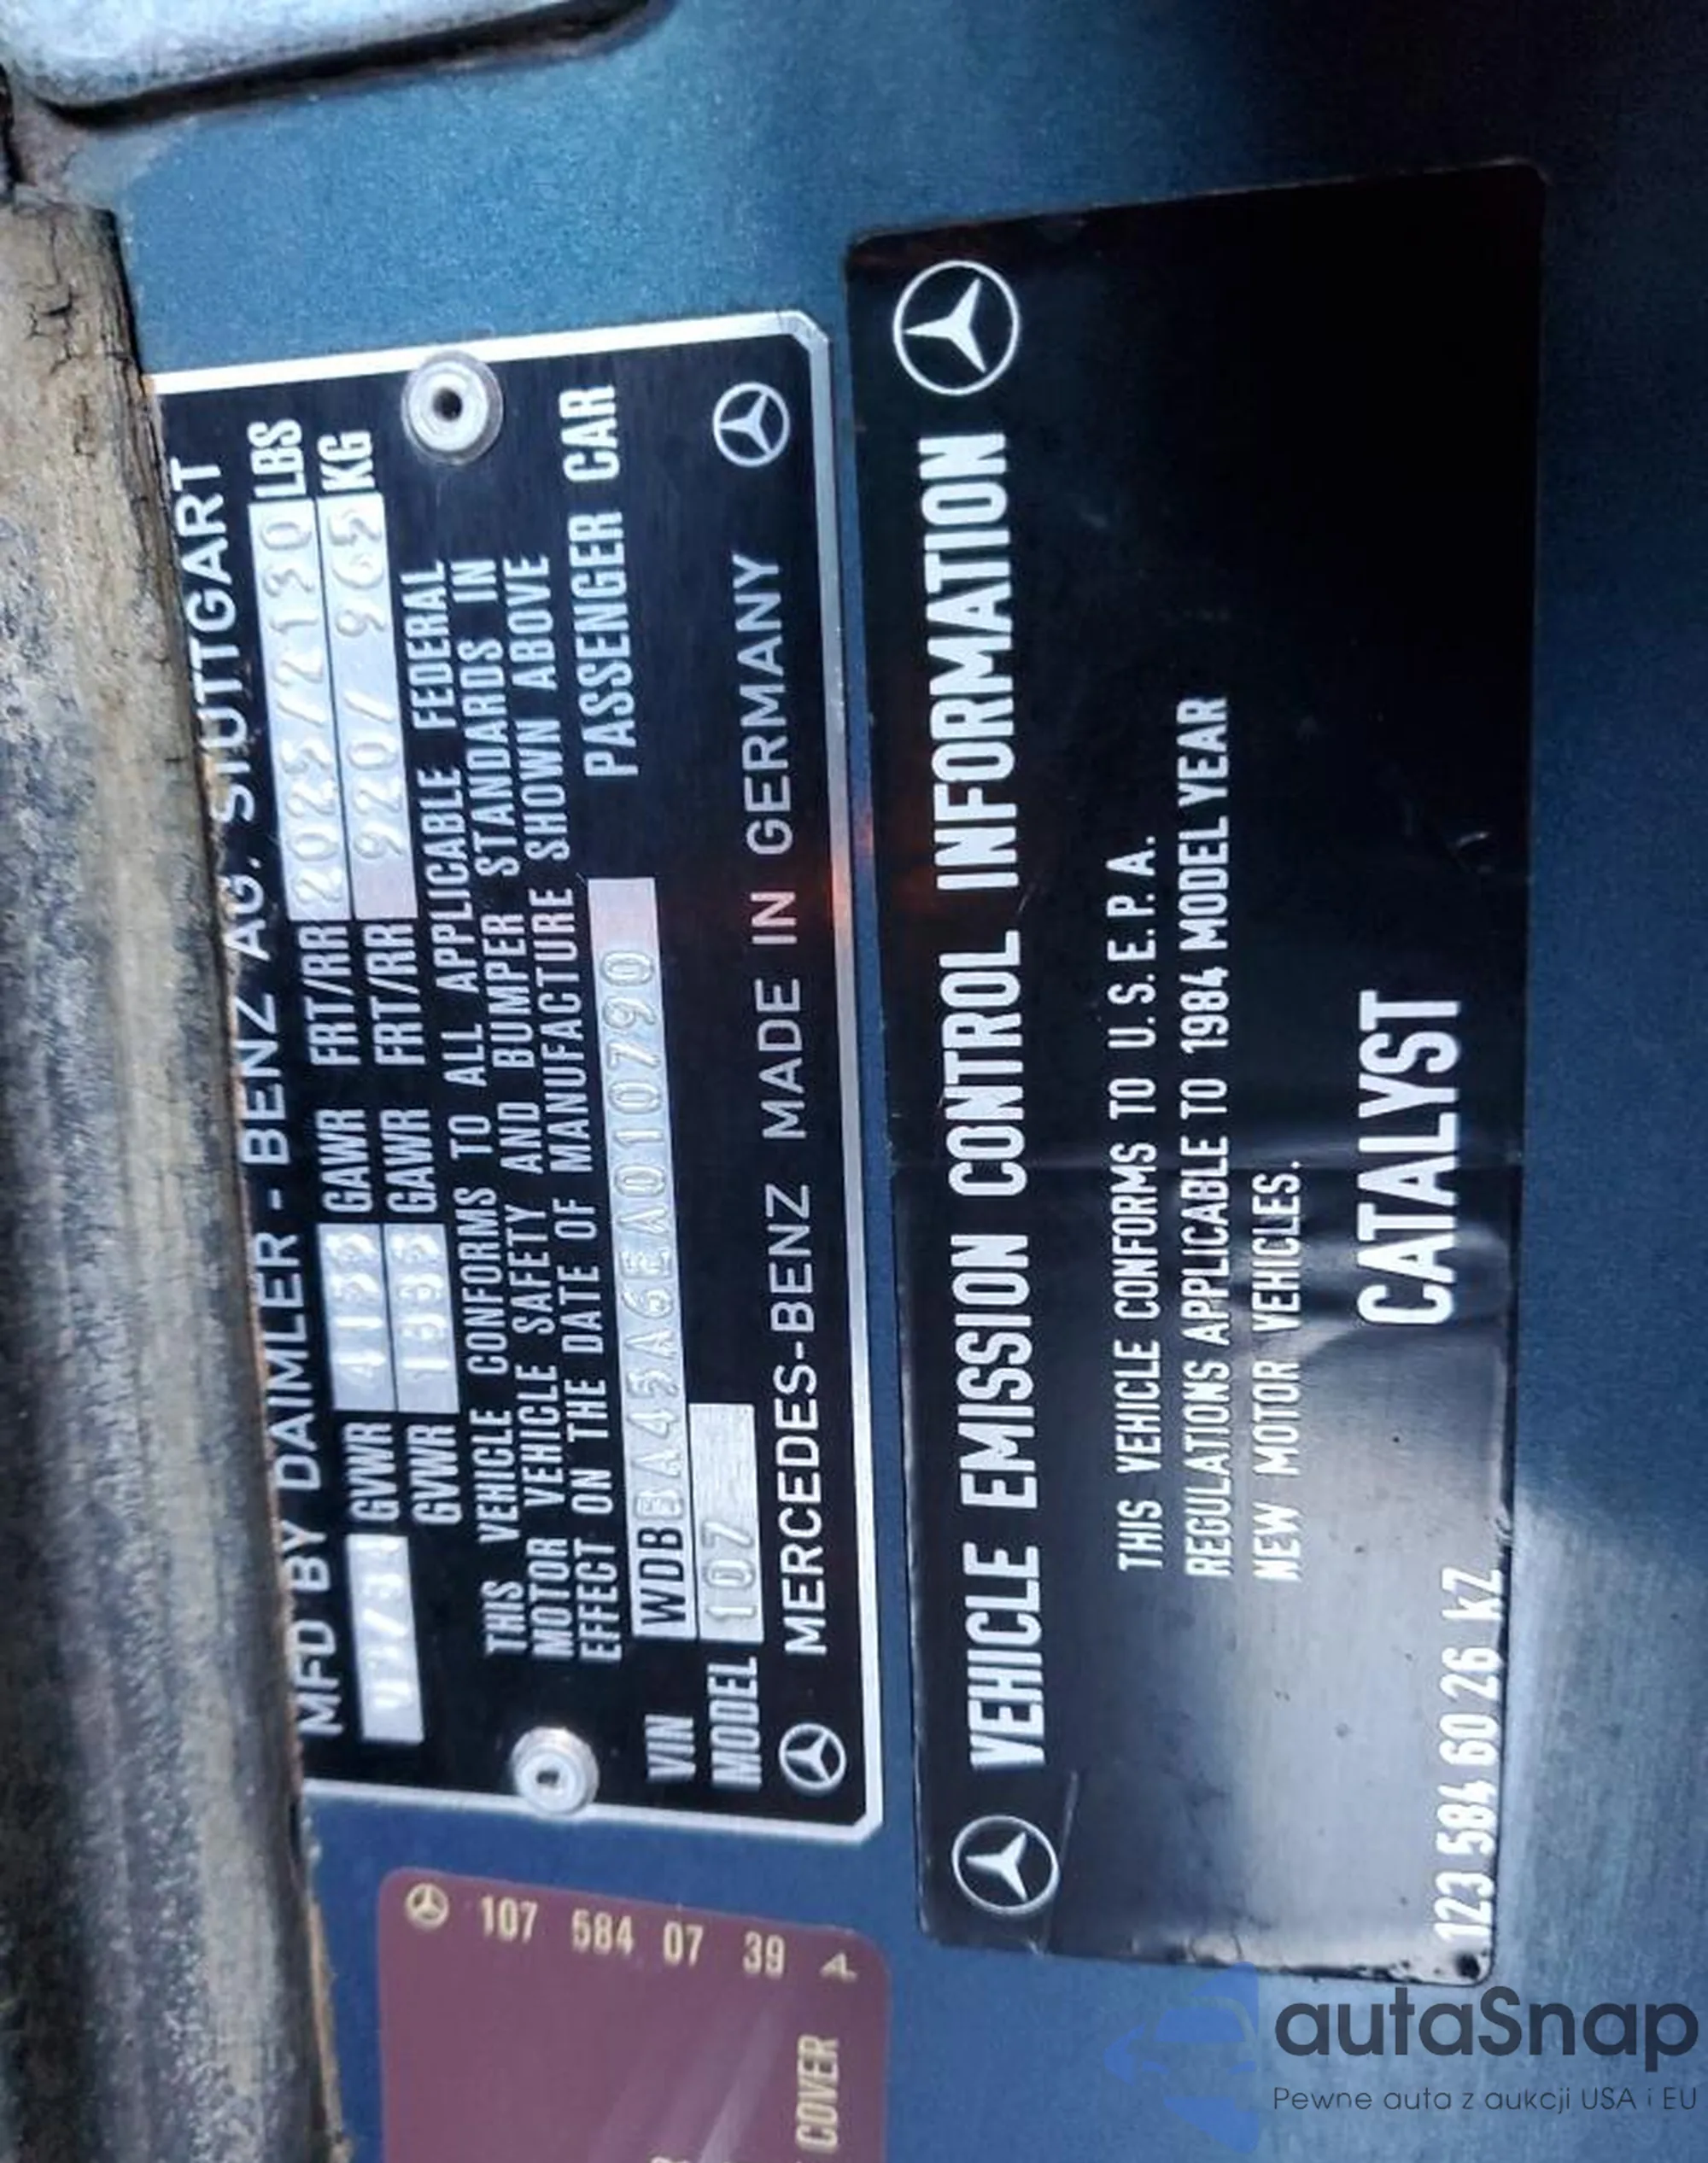 MFD BY DAIMLER - BENZ AG. STUTTGART
GVWR GAWR FRT/RR 2025/2130 LBS
GVWR GAWR FRT/RR 920/ 965 KG
THIS VEHICLE CONFORMS TO ALL APPLICABLE FEDERAL
MOTOR VEHICLE SAFETY AND BUMPER STANDARDS IN
EFFECT ON THE DATE OF MANUFACTURE SHOWN ABOVE
VIN WDBBA45A6EA010790 PASSENGER CAR
MODEL 107
MERCEDES-BENZ MADE IN GERMANY
VEHICLE EMISSION CONTROL INFORMATION
THIS VEHICLE CONFORMS TO U.S.E.P.A.
REGULATIONS APPLICABLE TO 1984 MODEL YEAR
NEW MOTOR VEHICLES.
CATALYST
123 584 60 26 kZ
107 584 07 39 A
COVER
autaSnap
Pewne auta z aukcji USA i EU